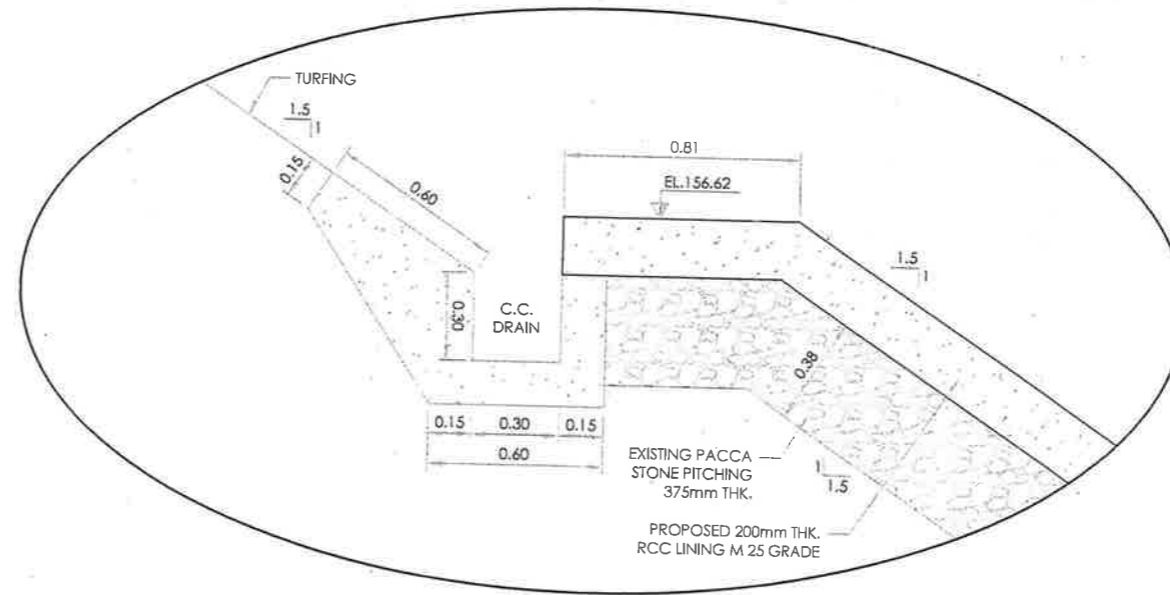 TURFING
1.5
1
0.15
0.60
0.81
EL.156.62
1.5
1
0.30
C.C.
DRAIN
0.38
0.15 0.30 0.15
0.60
EXISTING PACCA
STONE PITCHING
375mm THK.
1
1.5
PROPOSED 200mm THK.
RCC LINING M 25 GRADE